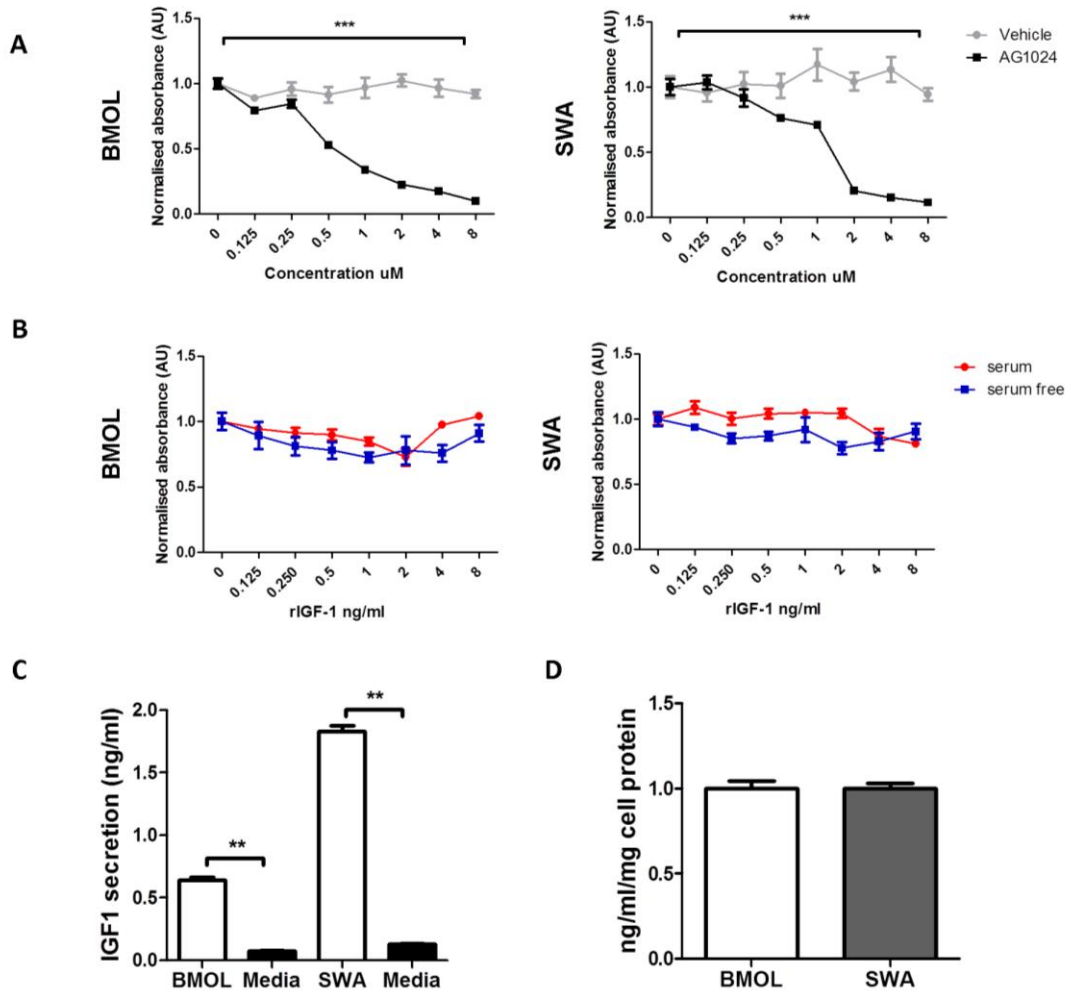 A
BMOL
Normalised absorbance (AU)
1.5
1.0
0.5
0.0
***
0 0.125 0.25 0.5 1 2 4 8
Concentration uM
SWA
Normalised absorbance (AU)
1.5
1.0
0.5
0.0
***
0 0.125 0.25 0.5 1 2 4 8
Concentration uM
Vehicle
AG1024
B
BMOL
Normalised absorbance (AU)
1.5
1.0
0.5
0.0
0 0.125 0.250 0.5 1 2 4 8
rIGF-1 ng/ml
SWA
Normalised absorbance (AU)
1.5
1.0
0.5
0.0
0 0.125 0.250 0.5 1 2 4 8
rIGF-1 ng/ml
serum
serum free
C
IGF1 secretion (ng/ml)
2.0
1.5
1.0
0.5
0.0
**
**
BMOL Media SWA Media
D
ng/ml/mg cell protein
1.5
1.0
0.5
0.0
BMOL SWA